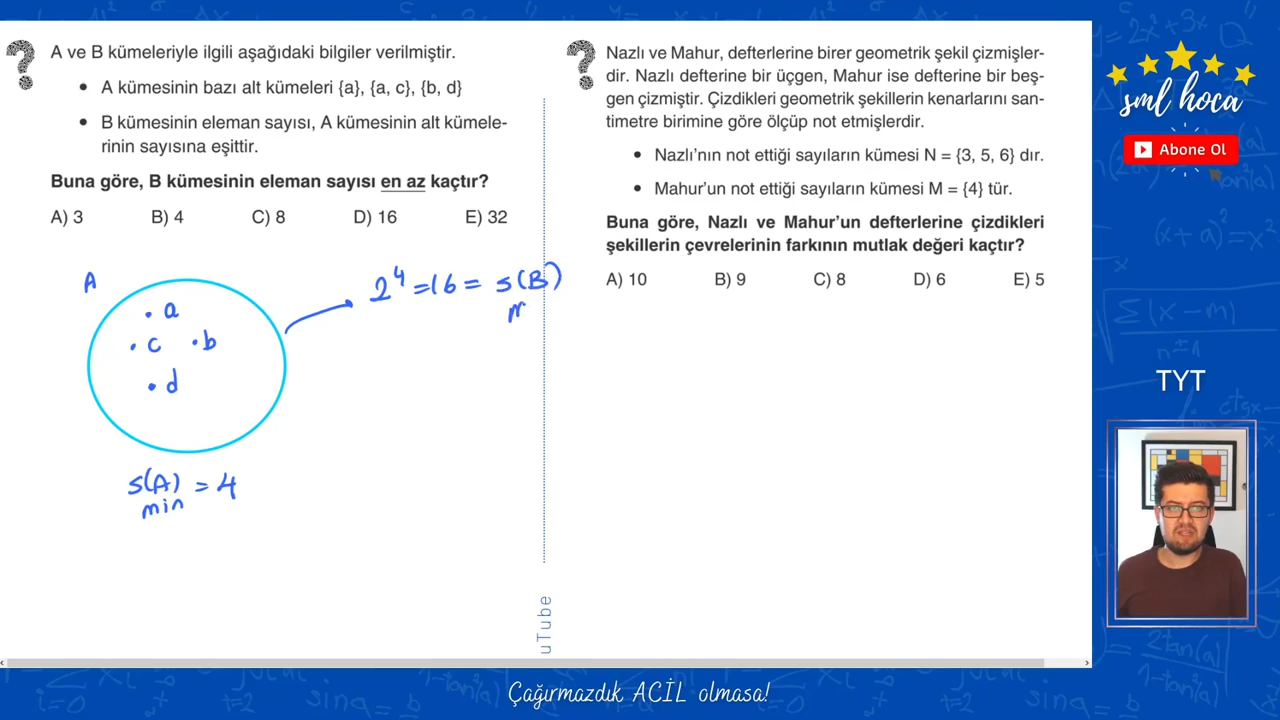 A ve B kümeleriyle ilgili aşağıdaki bilgiler verilmiştir.
• A kümesinin bazı alt kümeleri {a}, {a, c}, {b, d}
• B kümesinin eleman sayısı, A kümesinin alt kümele-
rinin sayısına eşittir.
Buna göre, B kümesinin eleman sayısı en az kaçtır?
A) 3 B) 4 C) 8 D) 16 E) 32
A
• a
• c • b
• d
2⁴ = 16 = s(B)
s(A) = 4
min
uTube
Nazlı ve Mahur, defterlerine birer geometrik şekil çizmişler-
dir. Nazlı defterine bir üçgen, Mahur ise defterine bir beş-
gen çizmiştir. Çizdikleri geometrik şekillerin kenarlarını san-
timetre birimine göre ölçüp not etmişlerdir.
• Nazlı'nın not ettiği sayıların kümesi N = {3, 5, 6} dır.
• Mahur'un not ettiği sayıların kümesi M = {4} tür.
Buna göre, Nazlı ve Mahur'un defterlerine çizdikleri
şekillerin çevrelerinin farkının mutlak değeri kaçtır?
A) 10 B) 9 C) 8 D) 6 E) 5
sml hoca
Abone Ol
TYT
Çağırmazdık ACİL olmasa!